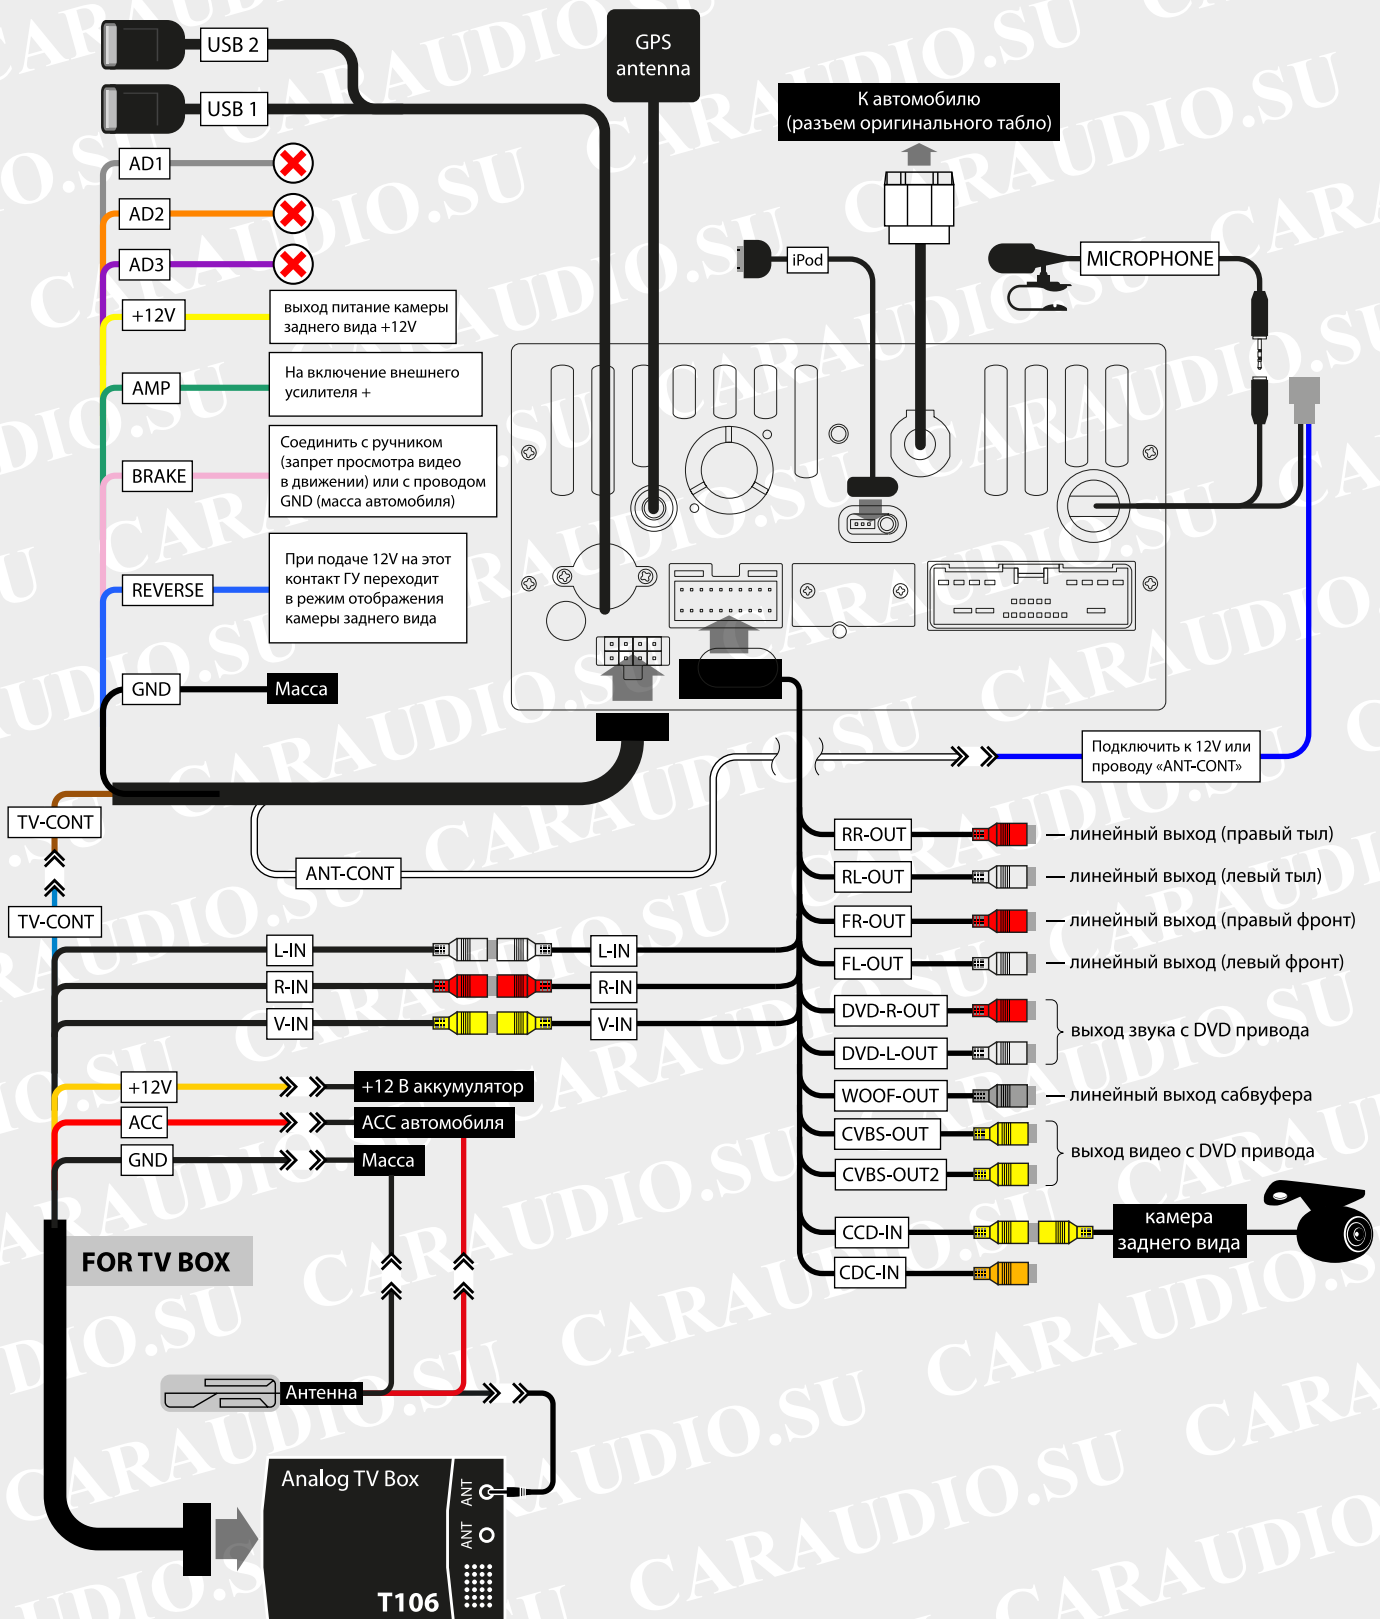 USB 2
USB 1
GPS
antenna
К автомобилю
(разъем оригинального табло)
AD1
AD2
AD3
iPod
MICROPHONE
+12V
выход питание камеры
заднего вида +12V
AMP
На включение внешнего
усилителя +
BRAKE
Соединить с ручником
(запрет просмотра видео
в движении) или с проводом
GND (масса автомобиля)
REVERSE
При подаче 12V на этот
контакт ГУ переходит
в режим отображения
камеры заднего вида
GND
Масса
Подключить к 12V или
проводу «ANT-CONT»
TV-CONT
ANT-CONT
TV-CONT
RR-OUT
линейный выход (правый тыл)
RL-OUT
линейный выход (левый тыл)
FR-OUT
линейный выход (правый фронт)
FL-OUT
линейный выход (левый фронт)
L-IN
L-IN
R-IN
R-IN
V-IN
V-IN
DVD-R-OUT
DVD-L-OUT
выход звука с DVD привода
WOOF-OUT
линейный выход сабвуфера
CVBS-OUT
CVBS-OUT2
выход видео с DVD привода
CCD-IN
камера
заднего вида
CDC-IN
+12V
+12 В аккумулятор
ACC
ACC автомобиля
GND
Масса
FOR TV BOX
Антенна
Analog TV Box
ANT
ANT
T106
CARAUDIO.SU